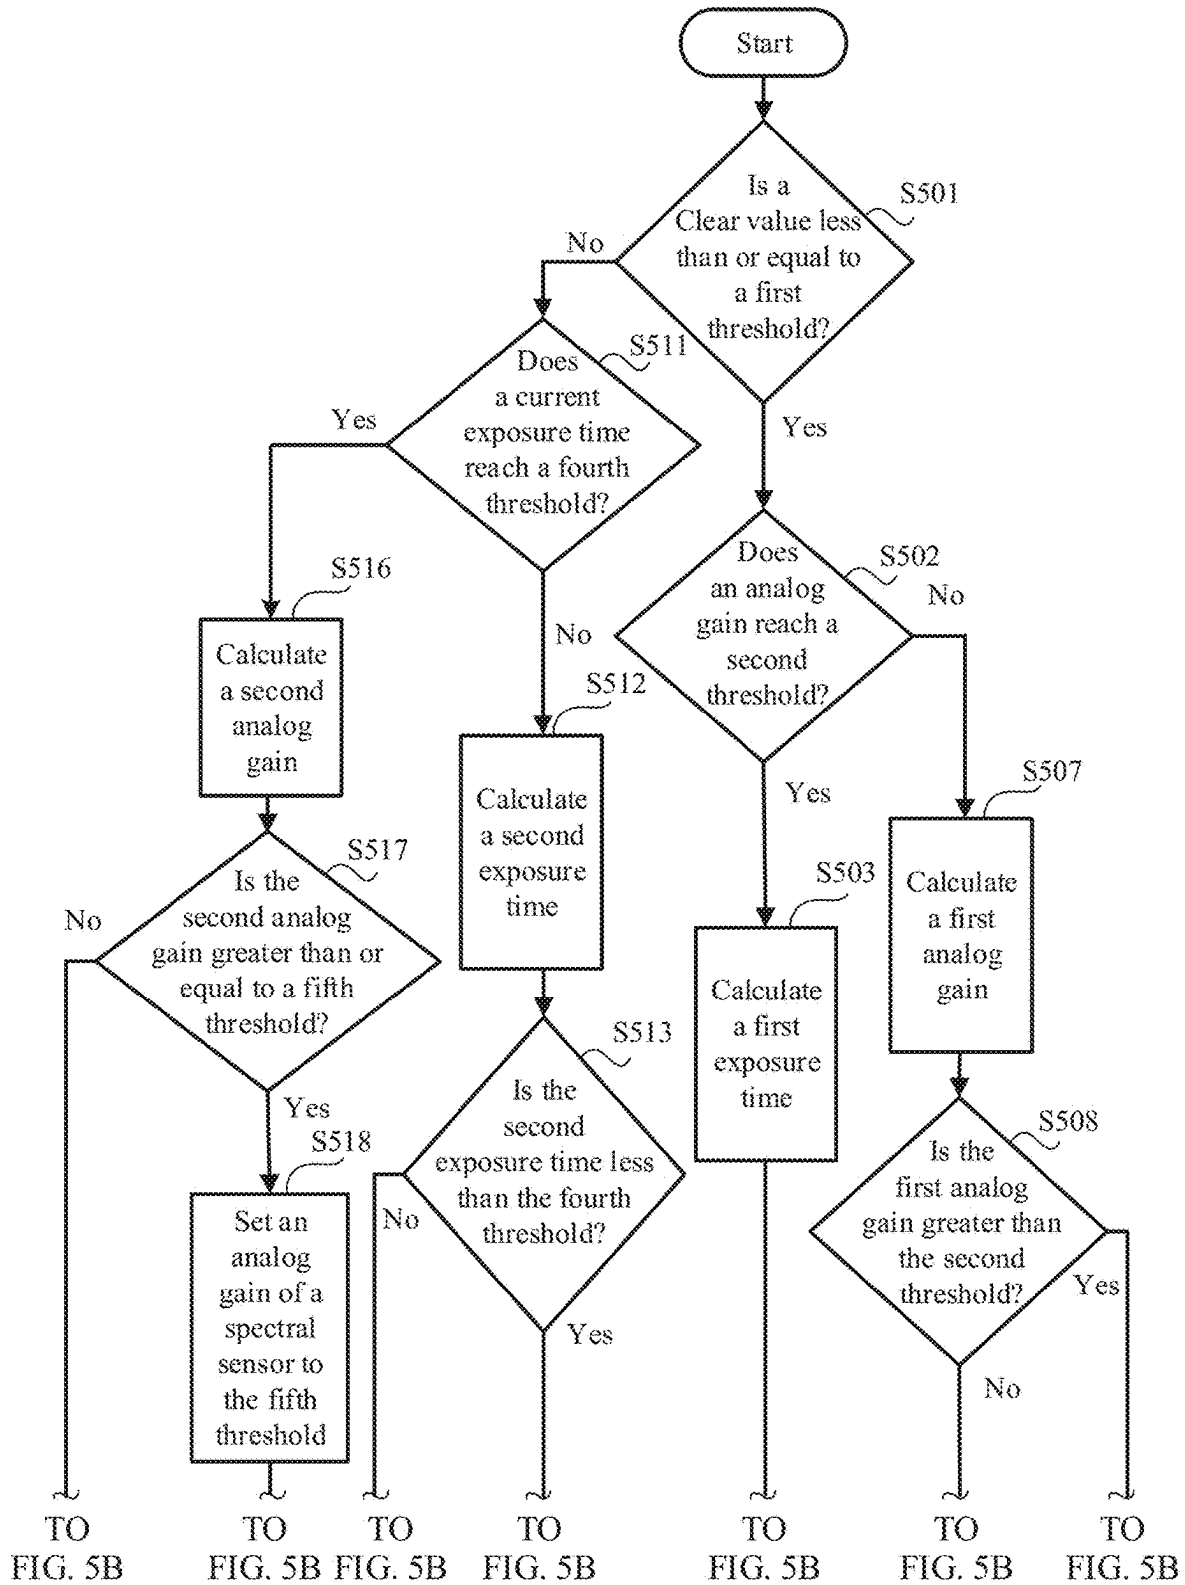 Start
Is a
Clear value less
than or equal to
a first
threshold?
S501
No
Yes
Does
a current
exposure time
reach a fourth
threshold?
S511
Yes
No
Does
an analog
gain reach a
second
threshold?
S502
No
Yes
S516
Calculate
a second
analog
gain
S512
Calculate
a second
exposure
time
S507
Calculate
a first
analog
gain
S503
Calculate
a first
exposure
time
S517
Is the
second analog
gain greater than or
equal to a fifth
threshold?
No
Yes
S513
Is the
second
exposure time less
than the fourth
threshold?
No
Yes
S508
Is the
first analog
gain greater than
the second
threshold?
Yes
No
S518
Set an
analog
gain of a
spectral
sensor to
the fifth
threshold
TO
FIG. 5B
TO
FIG. 5B
TO
FIG. 5B
TO
FIG. 5B
TO
FIG. 5B
TO
FIG. 5B
TO
FIG. 5B